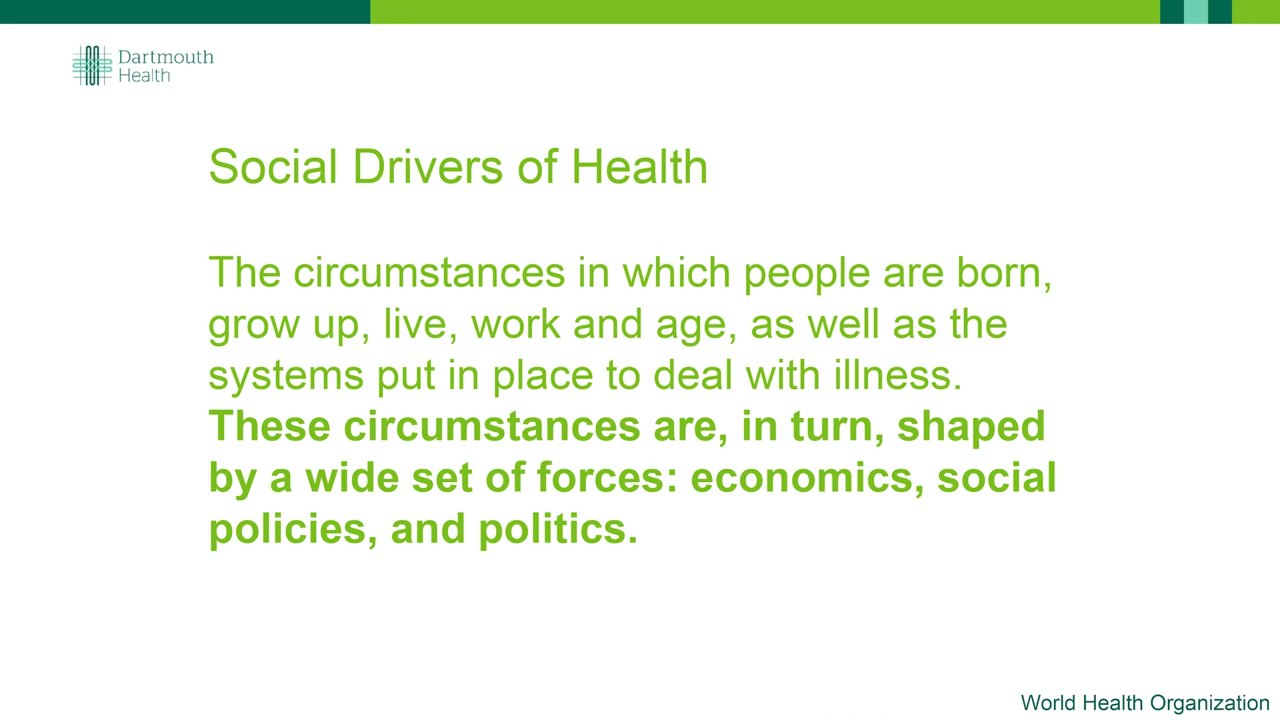 Dartmouth
Health
Social Drivers of Health
The circumstances in which people are born,
grow up, live, work and age, as well as the
systems put in place to deal with illness.
These circumstances are, in turn, shaped
by a wide set of forces: economics, social
policies, and politics.
World Health Organization